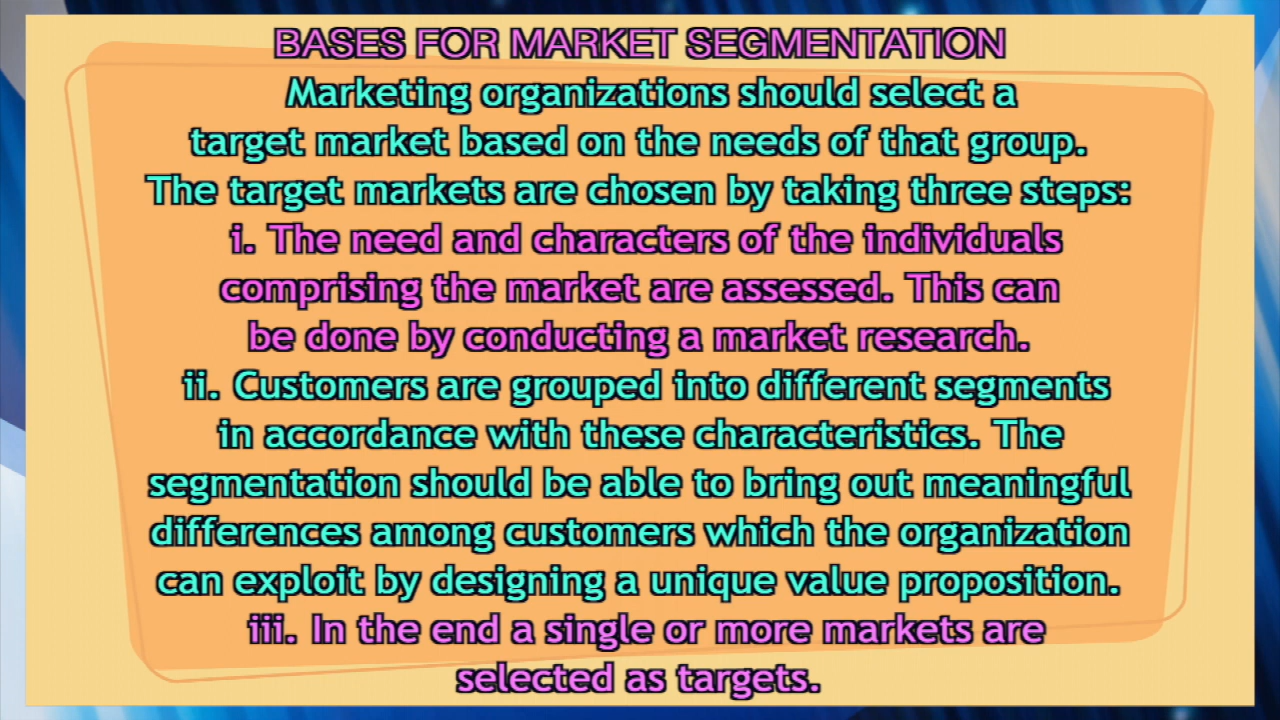 BASES FOR MARKET SEGMENTATION
Marketing organizations should select a
target market based on the needs of that group.
The target markets are chosen by taking three steps:
i. The need and characters of the individuals
comprising the market are assessed. This can
be done by conducting a market research.
ii. Customers are grouped into different segments
in accordance with these characteristics. The
segmentation should be able to bring out meaningful
differences among customers which the organization
can exploit by designing a unique value proposition.
iii. In the end a single or more markets are
selected as targets.